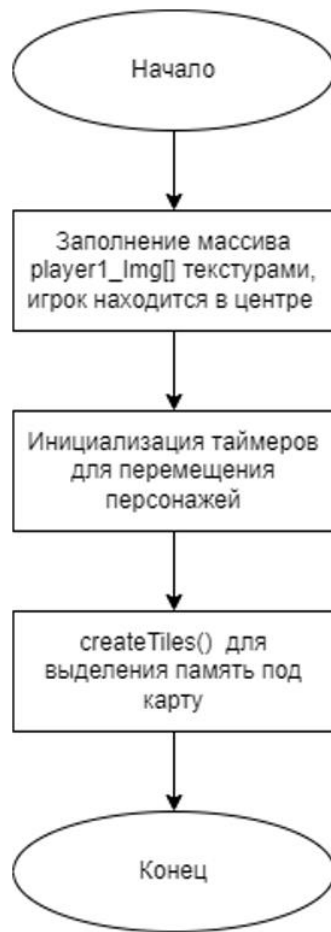 Начало
Заполнение массива
player1_Img[] текстурами,
игрок находится в центре
Инициализация таймеров
для перемещения
персонажей
createTiles() для
выделения память под
карту
Конец